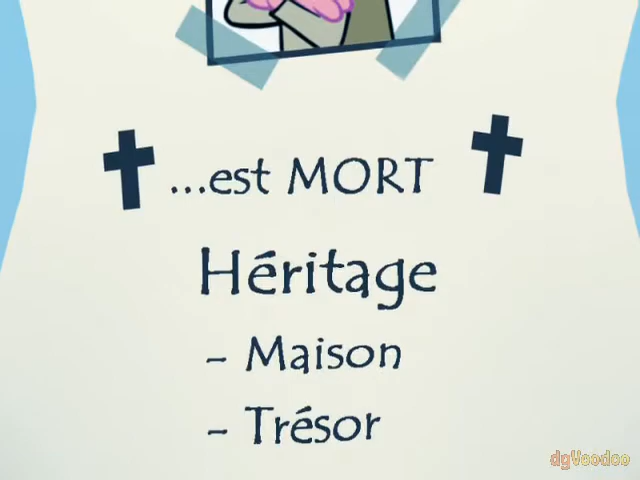 ...est MORT
Héritage
- Maison
- Trésor
dgVoodoo